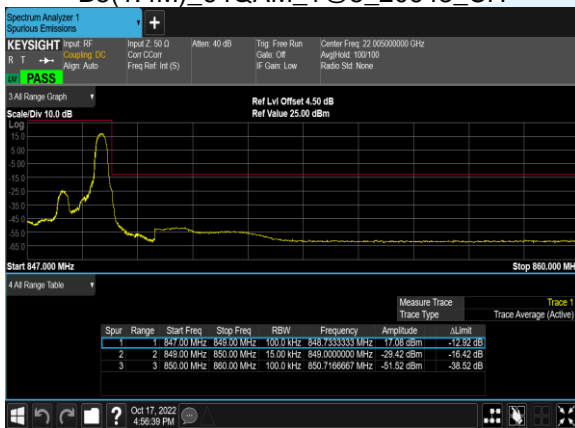 Spectrum Analyzer 1
Spurious Emissions
+
KEYSIGHT Input: RF Input Z: 50 Ω Atten: 40 dB Trig: Free Run Center Freq: 22.005000000 GHz
R T Coupling: DC Corr CCorr Gate: Off Avg|Hold: 100/100
Align: Auto Freq Ref: Int (S) IF Gain: Low Radio Std: None
PASS
3 All Range Graph
Ref Lvl Offset 4.50 dB
Scale/Div 10.0 dB Ref Value 25.00 dBm
Log
15.0
5.00
-5.00
-15.0
-25.0
-35.0
-45.0
-55.0
-65.0
Start 847.000 MHz Stop 860.000 MH
4 All Range Table
Measure Trace Trace 1
Trace Type Trace Average (Active)
Spur Range Start Freq Stop Freq RBW Frequency Amplitude ΔLimit
1 1 847.00 MHz 849.00 MHz 100.0 kHz 848.7333333 MHz 17.08 dBm -12.92 dB
2 2 849.00 MHz 850.00 MHz 15.00 kHz 849.0000000 MHz -29.42 dBm -16.42 dB
3 3 850.00 MHz 860.00 MHz 100.0 kHz 850.7166667 MHz -51.52 dBm -38.52 dB
? Oct 17, 2022
4:56:39 PM